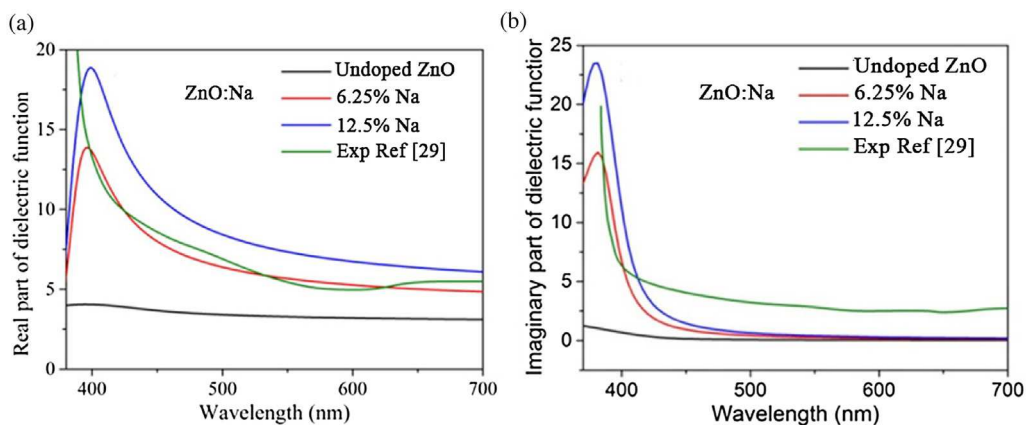 (a)
Real part of dielectric function
20
15
10
5
0
ZnO:Na
Undoped ZnO
6.25% Na
12.5% Na
Exp Ref [29]
400
500
600
700
Wavelength (nm)
(b)
Imaginary part of dielectric functior
25
20
15
10
5
0
ZnO:Na
Undoped ZnO
6.25% Na
12.5% Na
Exp Ref [29]
400
500
600
700
Wavelength (nm)